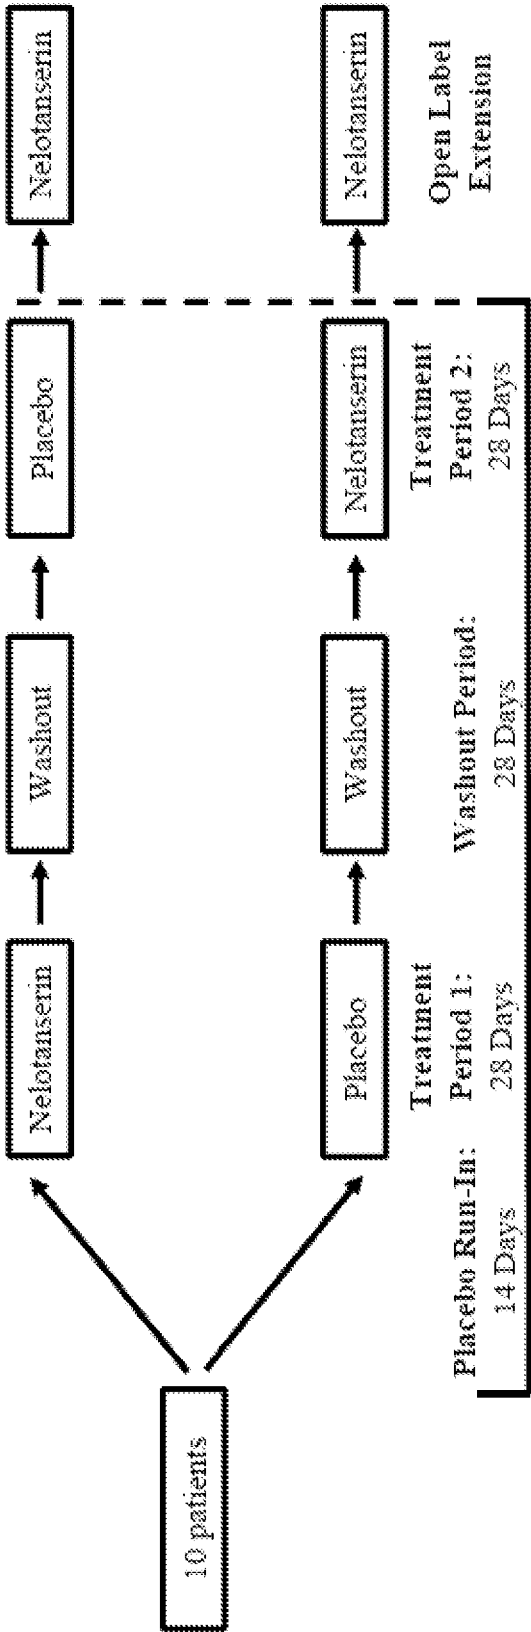 10 patients
Nelotanserin
Washout
Placebo
Nelotanserin
Placebo
Washout
Nelotanserin
Nelotanserin
Placebo Run-In:
14 Days
Treatment
Period 1:
28 Days
Washout Period:
28 Days
Treatment
Period 2:
28 Days
Open Label
Extension